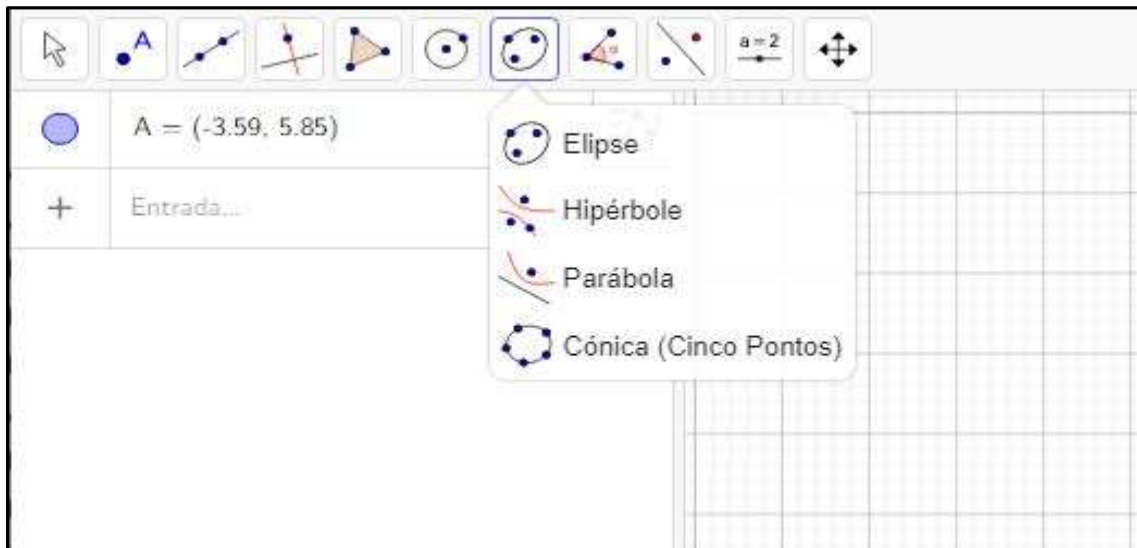 A
a = 2
A = (-3.59, 5.85)
Entrada...
Elipse
Hipérbole
Parábola
Cónica (Cinco Pontos)